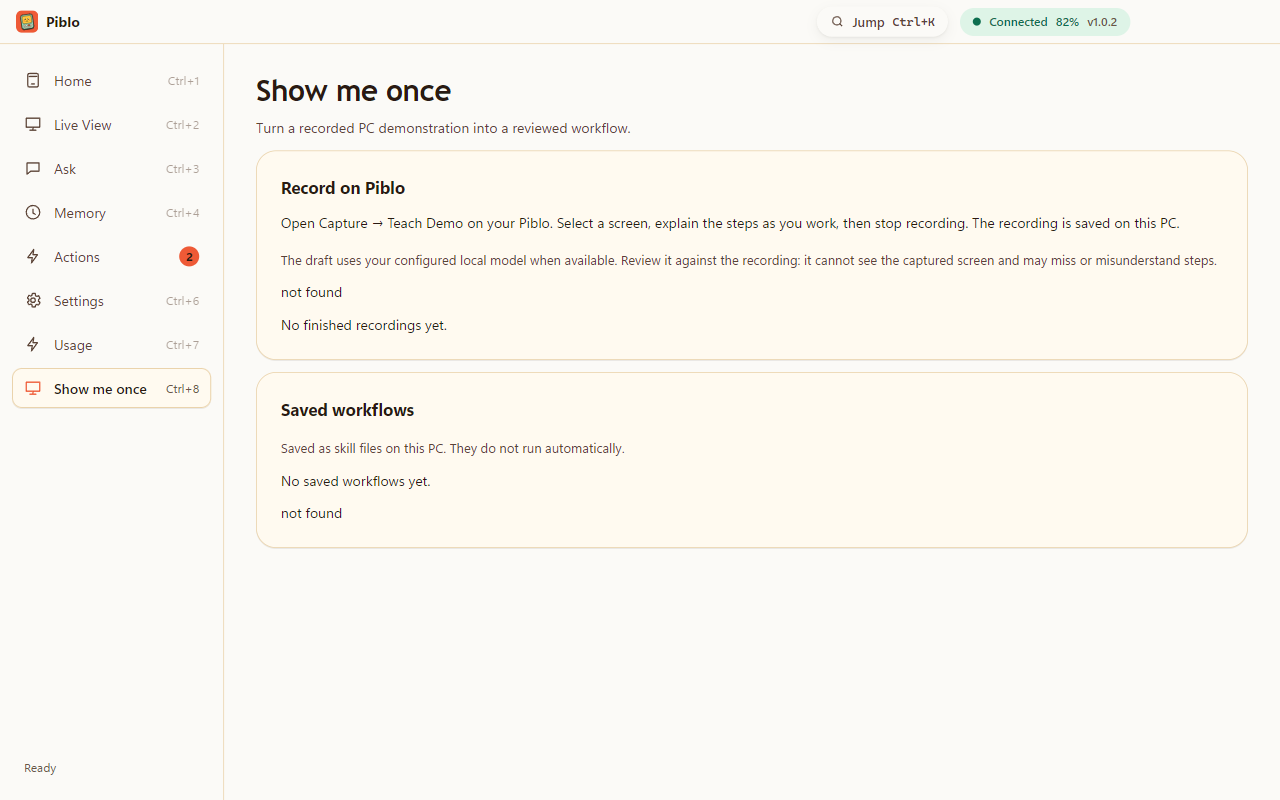 Piblo
Jump Ctrl+K
Connected 82% v1.0.2
Home Ctrl+1
Live View Ctrl+2
Ask Ctrl+3
Memory Ctrl+4
Actions 2
Settings Ctrl+6
Usage Ctrl+7
Show me once Ctrl+8
Ready
Show me once
Turn a recorded PC demonstration into a reviewed workflow.
Record on Piblo
Open Capture → Teach Demo on your Piblo. Select a screen, explain the steps as you work, then stop recording. The recording is saved on this PC.
The draft uses your configured local model when available. Review it against the recording: it cannot see the captured screen and may miss or misunderstand steps.
not found
No finished recordings yet.
Saved workflows
Saved as skill files on this PC. They do not run automatically.
No saved workflows yet.
not found